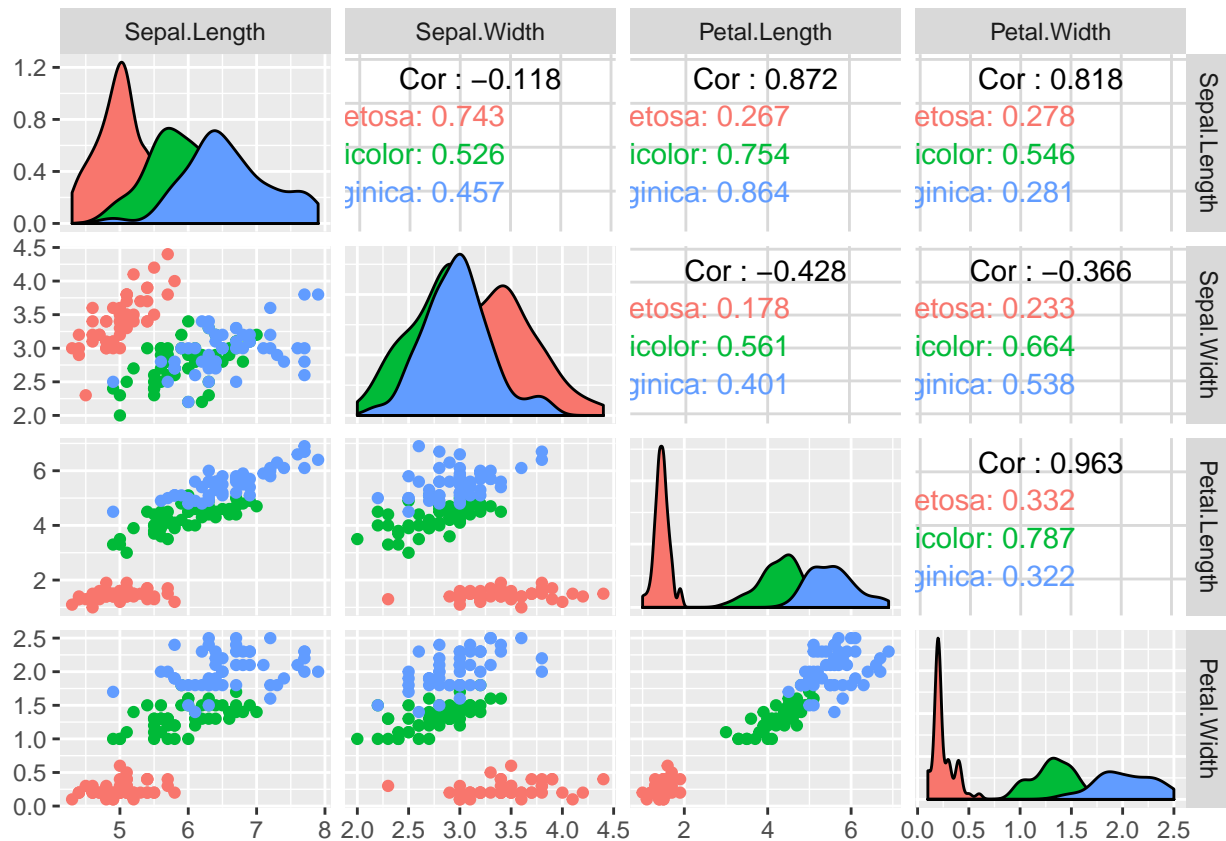 Sepal.Length Sepal.Width Petal.Length Petal.Width
1.2
0.8
0.4
0.0
Cor : −0.118
etosa: 0.743
icolor: 0.526
ginica: 0.457
Cor : 0.872
etosa: 0.267
icolor: 0.754
ginica: 0.864
Cor : 0.818
etosa: 0.278
icolor: 0.546
ginica: 0.281
Sepal.Length
4.5
4.0
3.5
3.0
2.5
2.0
Cor : −0.428
etosa: 0.178
icolor: 0.561
ginica: 0.401
Cor : −0.366
etosa: 0.233
icolor: 0.664
ginica: 0.538
Sepal.Width
6
4
2
Cor : 0.963
etosa: 0.332
icolor: 0.787
ginica: 0.322
Petal.Length
2.5
2.0
1.5
1.0
0.5
0.0
Petal.Width
5 6 7 8 2.0 2.5 3.0 3.5 4.0 4.5 2 4 6 0.0 0.5 1.0 1.5 2.0 2.5